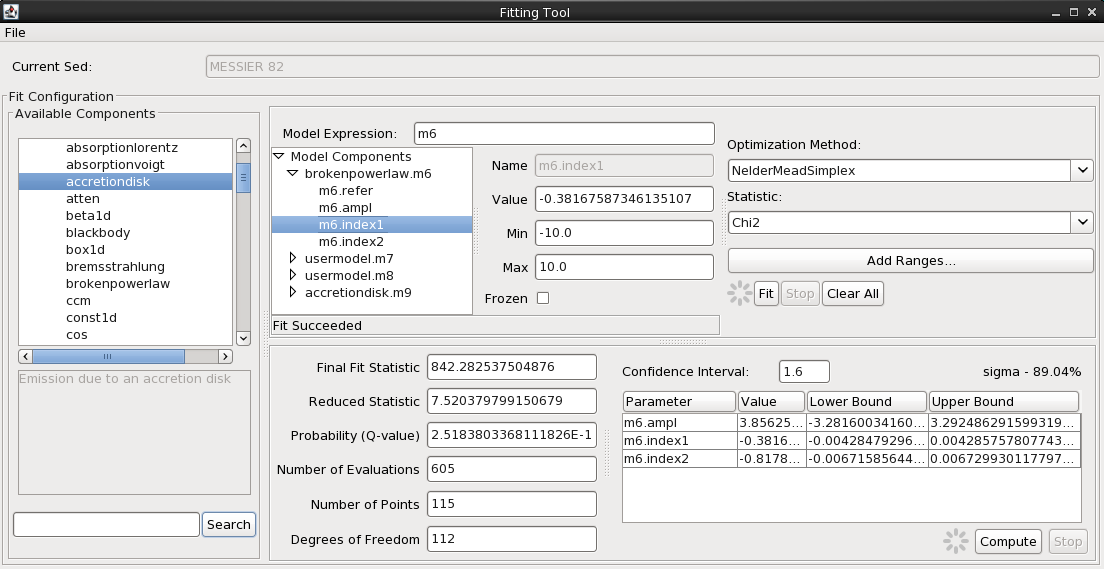 Fitting Tool
File
Current Sed:
MESSIER 82
Fit Configuration
Available Components
absorptionlorentz
absorptionvoigt
accretiondisk
atten
beta1d
blackbody
box1d
bremsstrahlung
brokenpowerlaw
ccm
const1d
cos
Emission due to an accretion disk
Search
Model Expression:
m6
Model Components
brokenpowerlaw.m6
m6.refer
m6.ampl
m6.index1
m6.index2
usermodel.m7
usermodel.m8
accretiondisk.m9
Name
m6.index1
Value
-0.38167587346135107
Min
-10.0
Max
10.0
Frozen
Fit Succeeded
Optimization Method:
NelderMeadSimplex
Statistic:
Chi2
Add Ranges...
Fit Stop Clear All
Final Fit Statistic
842.282537504876
Reduced Statistic
7.520379799150679
Probability (Q-value)
2.5183803368111826E-1
Number of Evaluations
605
Number of Points
115
Degrees of Freedom
112
Confidence Interval:
1.6
sigma - 89.04%
Parameter Value Lower Bound Upper Bound
m6.ampl 3.85625... -3.28160034160... 3.292486291599319...
m6.index1 -0.3816... -0.00428479296... 0.004285757807743...
m6.index2 -0.8178... -0.00671585644... 0.006729930117797...
Compute Stop